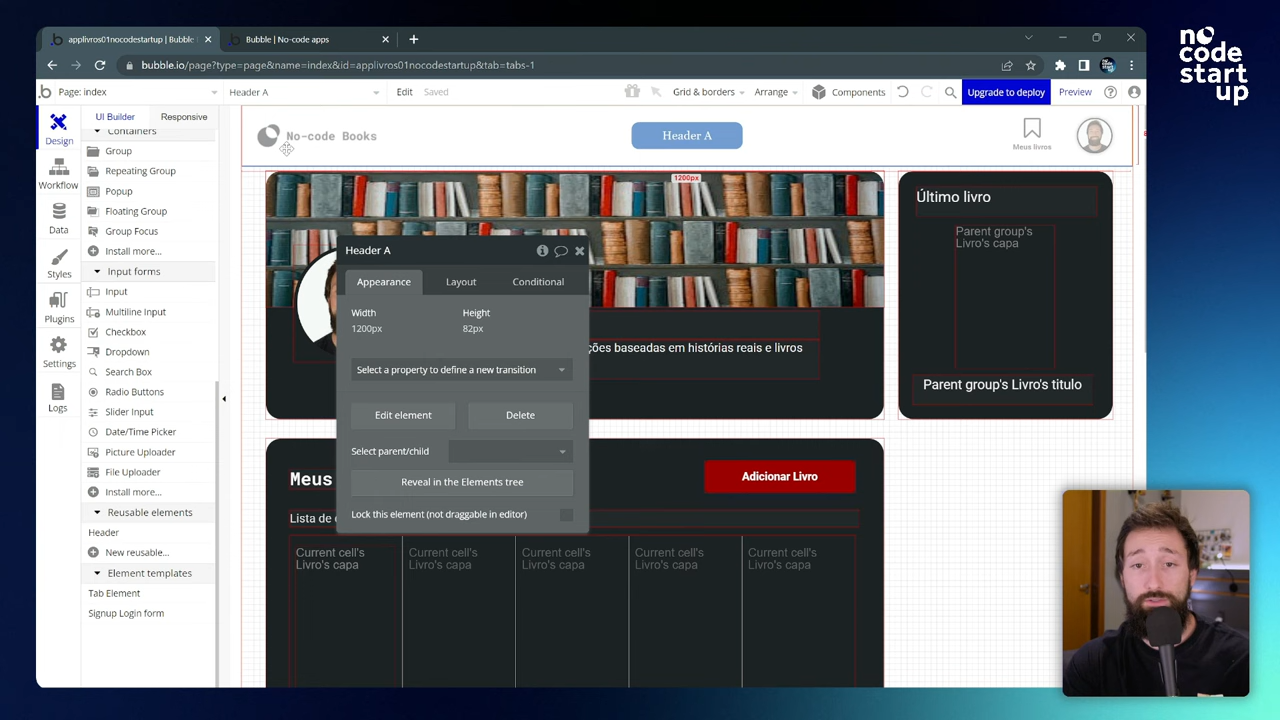 applivros01nocodestartup | Bubble
Bubble | No-code apps
bubble.io/page?type=page&name=index&id=applivros01nocodestartup&tab=tabs-1
no
code
start
up
Page: index
Header A
Edit
Saved
Grid & borders
Arrange
Components
Upgrade to deploy
Preview
Design
Workflow
Data
Styles
Plugins
Settings
Logs
UI Builder
Responsive
Containers
Group
Repeating Group
Popup
Floating Group
Group Focus
Install more...
Input forms
Input
Multiline Input
Checkbox
Dropdown
Search Box
Radio Buttons
Slider Input
Date/Time Picker
Picture Uploader
File Uploader
Install more...
Reusable elements
Header
New reusable...
Element templates
Tab Element
Signup Login form
No-code Books
Header A
Meus livros
1200px
Último livro
Parent group's
Livro's capa
Parent group's Livro's titulo
Header A
Appearance
Layout
Conditional
Width
Height
1200px
82px
Select a property to define a new transition
Edit element
Delete
Select parent/child
Reveal in the Elements tree
Lock this element (not draggable in editor)
ções baseadas em histórias reais e livros
Meus
Adicionar Livro
Lista de
Current cell's
Livro's capa
Current cell's
Livro's capa
Current cell's
Livro's capa
Current cell's
Livro's capa
Current cell's
Livro's capa